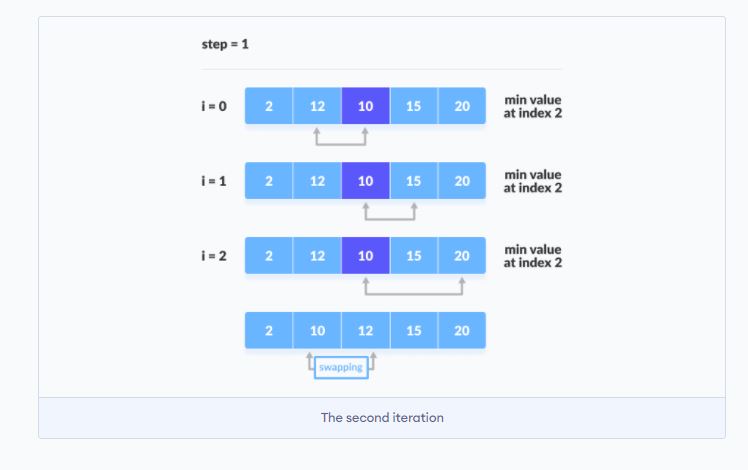 step = 1
i = 0 2 12 10 15 20 min value
at index 2
i = 1 2 12 10 15 20 min value
at index 2
i = 2 2 12 10 15 20 min value
at index 2
2 10 12 15 20
swapping
The second iteration